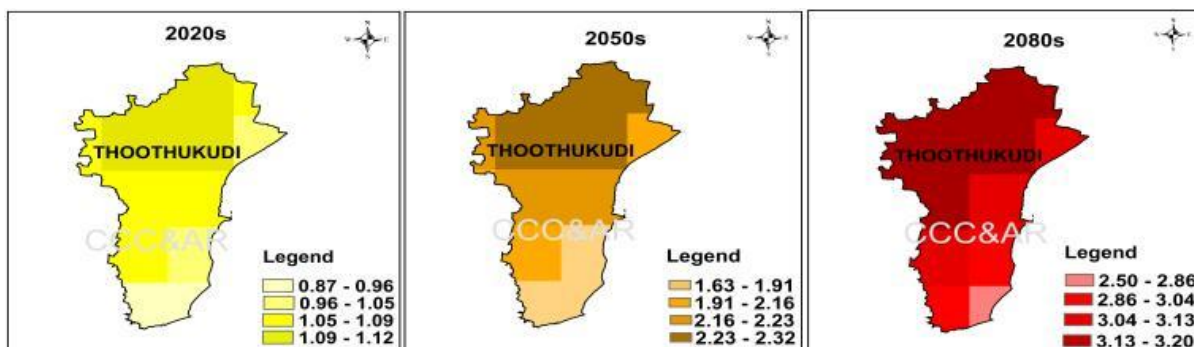 2020s
THOOTHUKUDI
CCC&AR
Legend
0.87 - 0.96
0.96 - 1.05
1.05 - 1.09
1.09 - 1.12
2050s
THOOTHUKUDI
CCC&AR
Legend
1.63 - 1.91
1.91 - 2.16
2.16 - 2.23
2.23 - 2.32
2080s
THOOTHUKUDI
CCC&AR
Legend
2.50 - 2.86
2.86 - 3.04
3.04 - 3.13
3.13 - 3.20